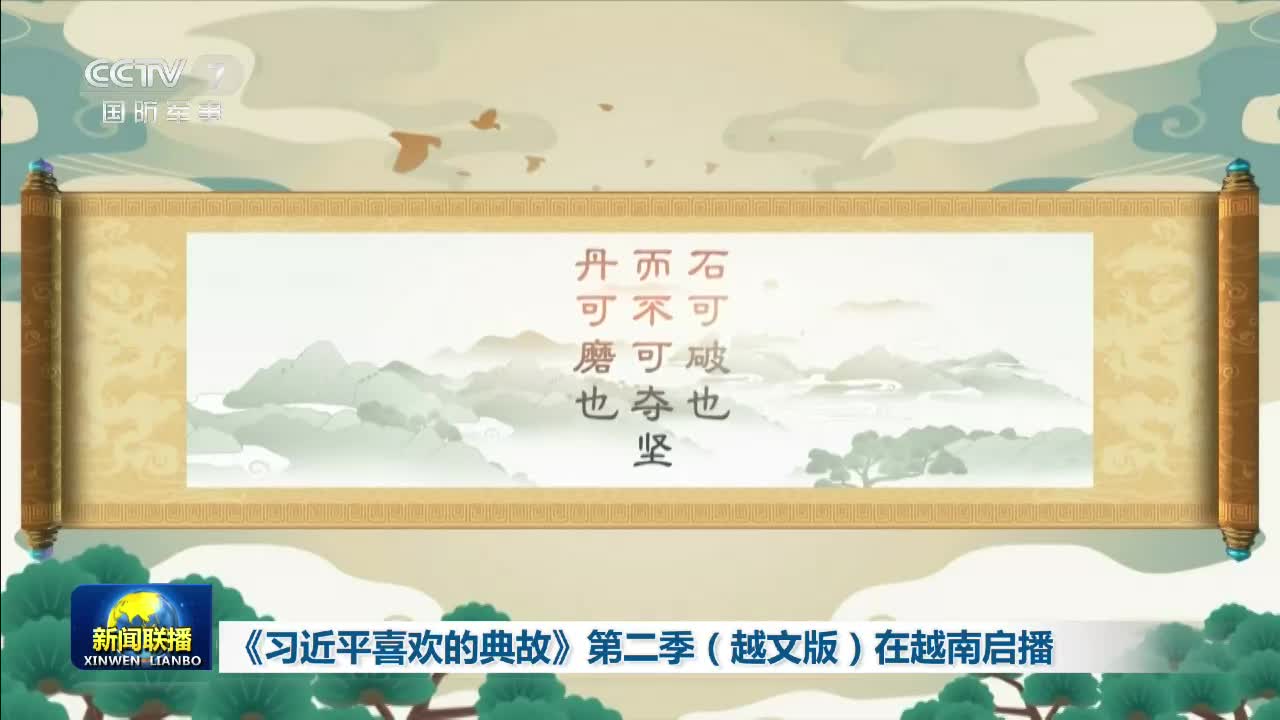 CCTV 7
国防军事
石可破也
而不可夺坚
丹可磨也
新闻联播
XINWEN LIANBO
《习近平喜欢的典故》第二季（越文版）在越南启播